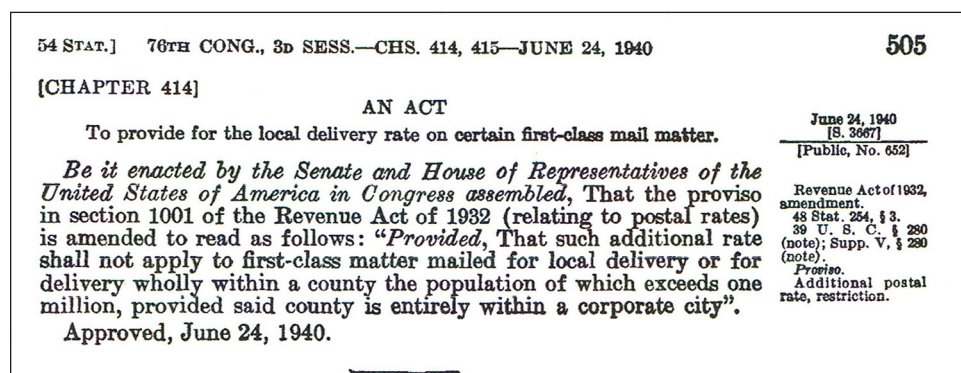 54 STAT.] 76TH CONG., 3D SESS.—CHS. 414, 415—JUNE 24, 1940 505
[CHAPTER 414]
AN ACT
To provide for the local delivery rate on certain first-class mail matter.
June 24, 1940
[S. 3667]
[Public, No. 652]
Be it enacted by the Senate and House of Representatives of the
United States of America in Congress assembled, That the proviso
in section 1001 of the Revenue Act of 1932 (relating to postal rates)
is amended to read as follows: “Provided, That such additional rate
shall not apply to first-class matter mailed for local delivery or for
delivery wholly within a county the population of which exceeds one
million, provided said county is entirely within a corporate city”.
Approved, June 24, 1940.
Revenue Act of 1932,
amendment.
48 Stat. 254, § 3.
39 U. S. C. § 280
(note); Supp. V, § 280
(note).
Proviso.
Additional postal
rate, restriction.